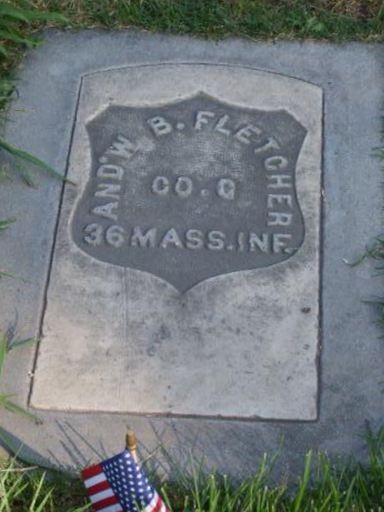 AND'W B. FLETCHER
CO. G
36 MASS. INF.